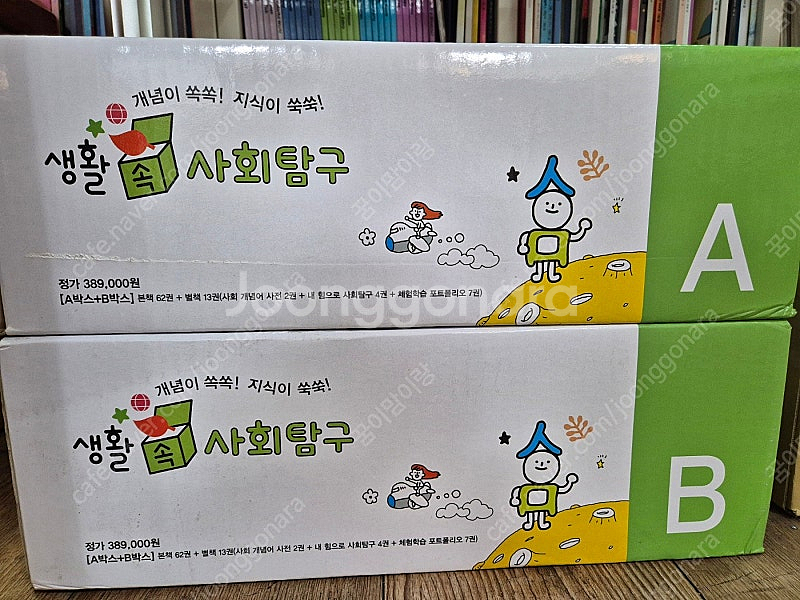 개념이 쏙쏙! 지식이 쑥쑥!
생활 속 사회탐구
A
정가 389,000원
[A박스+B박스] 본책 62권 + 별책 13권(사회 개념어 사전 2권 + 내 힘으로 사회탐구 4권 + 체험학습 포트폴리오 7권)
Joonggonara
개념이 쏙쏙! 지식이 쑥쑥!
생활 속 사회탐구
B
정가 389,000원
[A박스+B박스] 본책 62권 + 별책 13권(사회 개념어 사전 2권 + 내 힘으로 사회탐구 4권 + 체험학습 포트폴리오 7권)